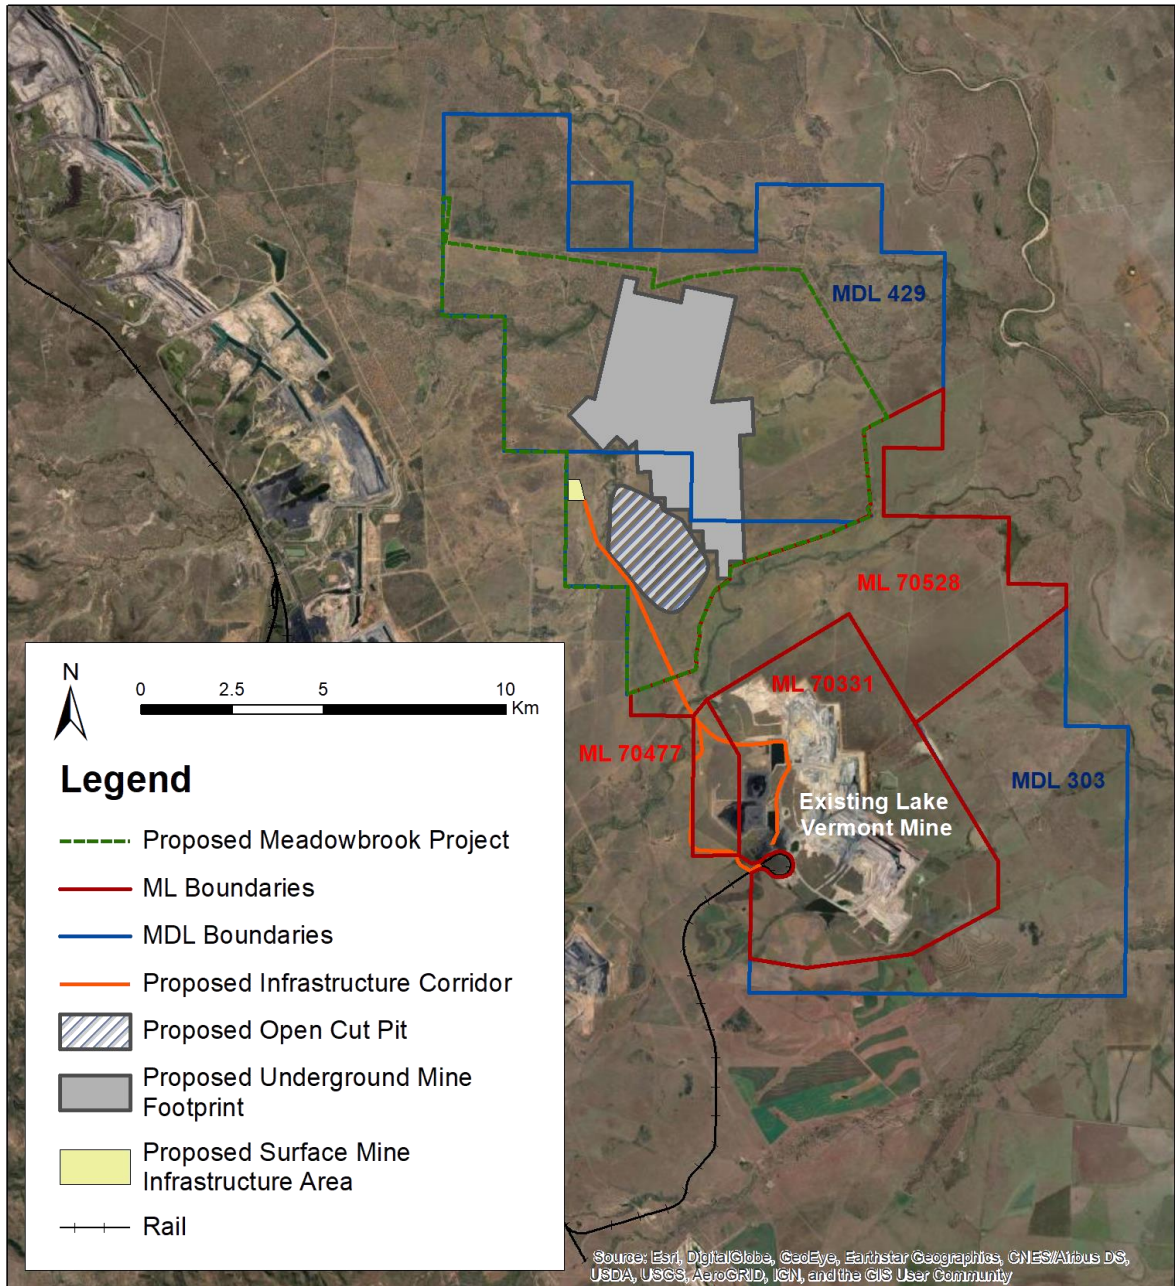 MDL 429
ML 70528
ML 70331
ML 70477
MDL 303
Existing Lake
Vermont Mine
N
0 2.5 5 10
Km
Legend
Proposed Meadowbrook Project
ML Boundaries
MDL Boundaries
Proposed Infrastructure Corridor
Proposed Open Cut Pit
Proposed Underground Mine
Footprint
Proposed Surface Mine
Infrastructure Area
Rail
Source: Esri, DigitalGlobe, GeoEye, Earthstar Geographics, CNES/Airbus DS,
USDA, USGS, AeroGRID, IGN, and the GIS User Community